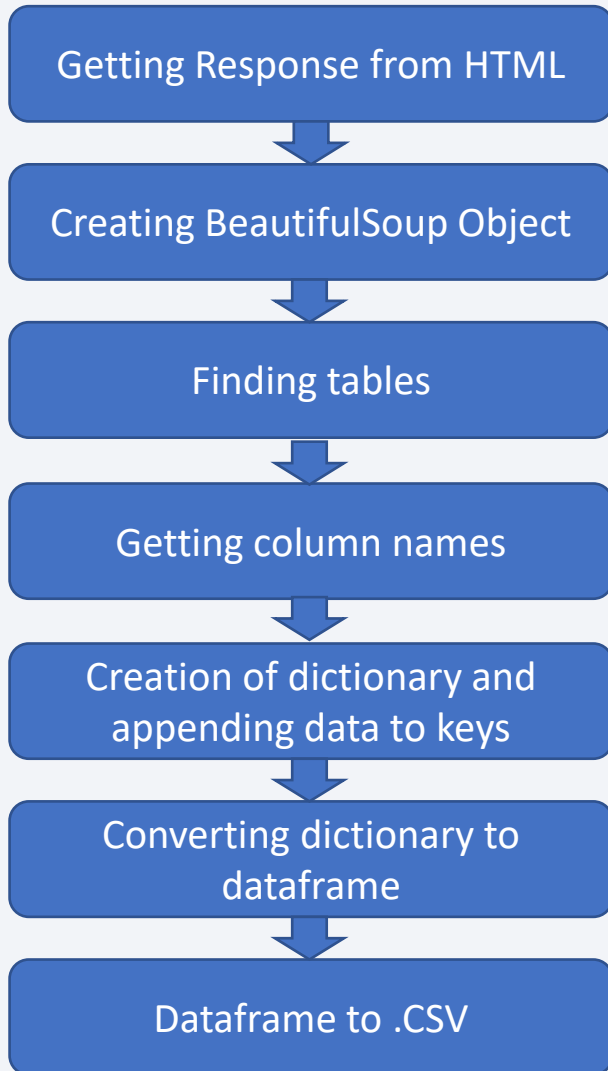 Getting Response from HTML
Creating BeautifulSoup Object
Finding tables
Getting column names
Creation of dictionary and
appending data to keys
Converting dictionary to
dataframe
Dataframe to .CSV